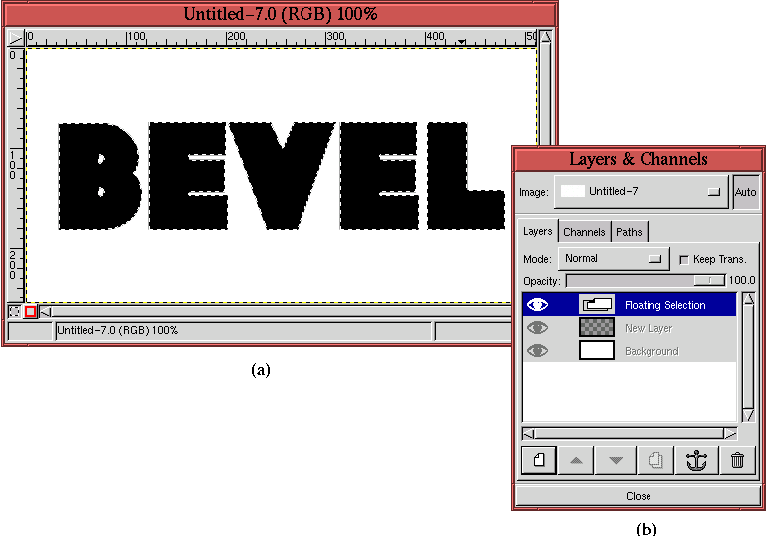 Untitled-7.0 (RGB) 100%
0 100 200 300 400 50
0
100
200
BEVEL
Untitled-7.0 (RGB) 100%
(a)
Layers & Channels
Image: Untitled-7 Auto
Layers Channels Paths
Mode: Normal Keep Trans.
Opacity: 100.0
Floating Selection
New Layer
Background
Close
(b)